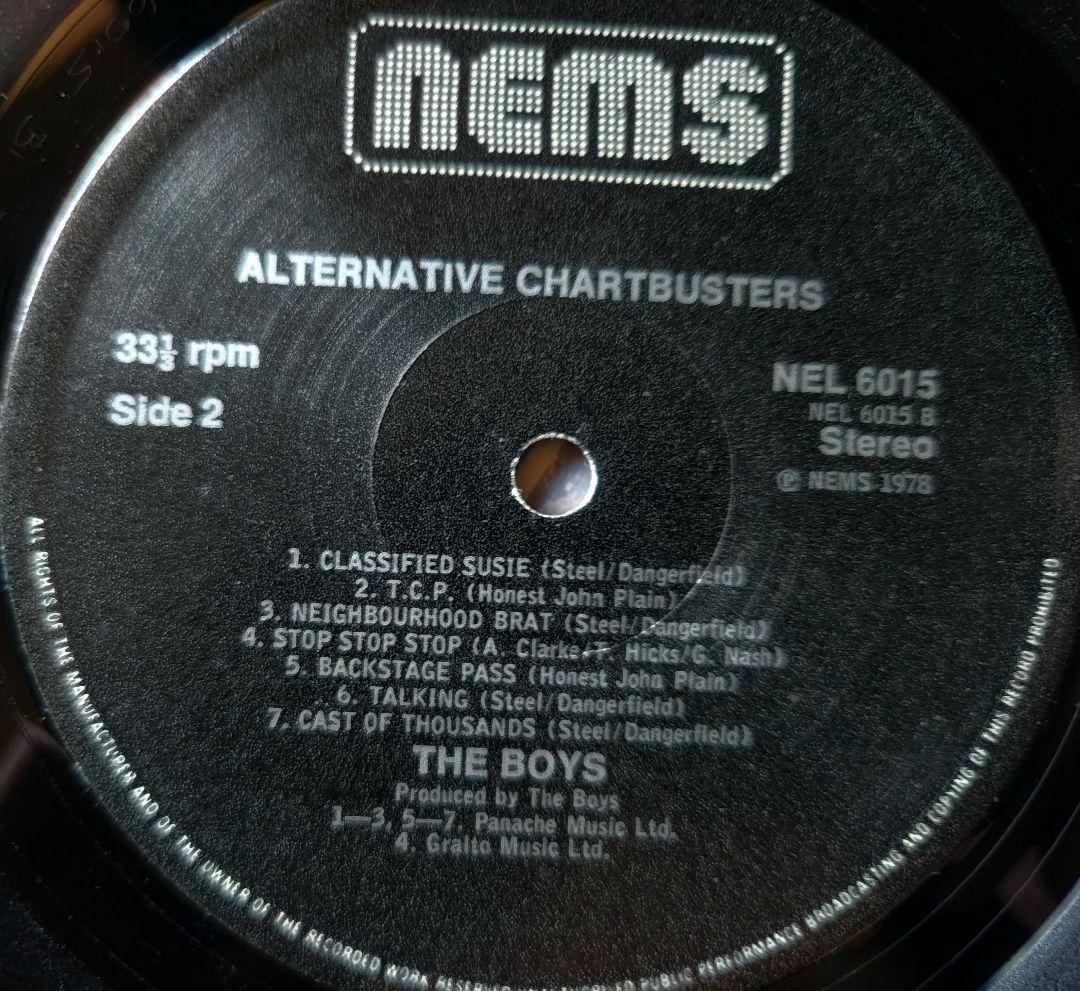 nems
ALTERNATIVE CHARTBUSTERS
33⅓ rpm
Side 2
NEL 6015
NEL 6015 B
Stereo
Ⓟ NEMS 1978
1. CLASSIFIED SUSIE (Steel/Dangerfield)
2. T.C.P. (Honest John Plain)
3. NEIGHBOURHOOD BRAT (Steel/Dangerfield)
4. STOP STOP STOP (A. Clarke/T. Hicks/G. Nash)
5. BACKSTAGE PASS (Honest John Plain)
6. TALKING (Steel/Dangerfield)
7. CAST OF THOUSANDS (Steel/Dangerfield)
THE BOYS
Produced by The Boys
1—3, 5—7. Panache Music Ltd.
4. Gralto Music Ltd.
ALL RIGHTS OF THE MANUFACTURER AND OF THE OWNER OF THE RECORDED WORK RESERVED UNAUTHORISED PUBLIC PERFORMANCE BROADCASTING AND COPYING OF THIS RECORD PROHIBITED